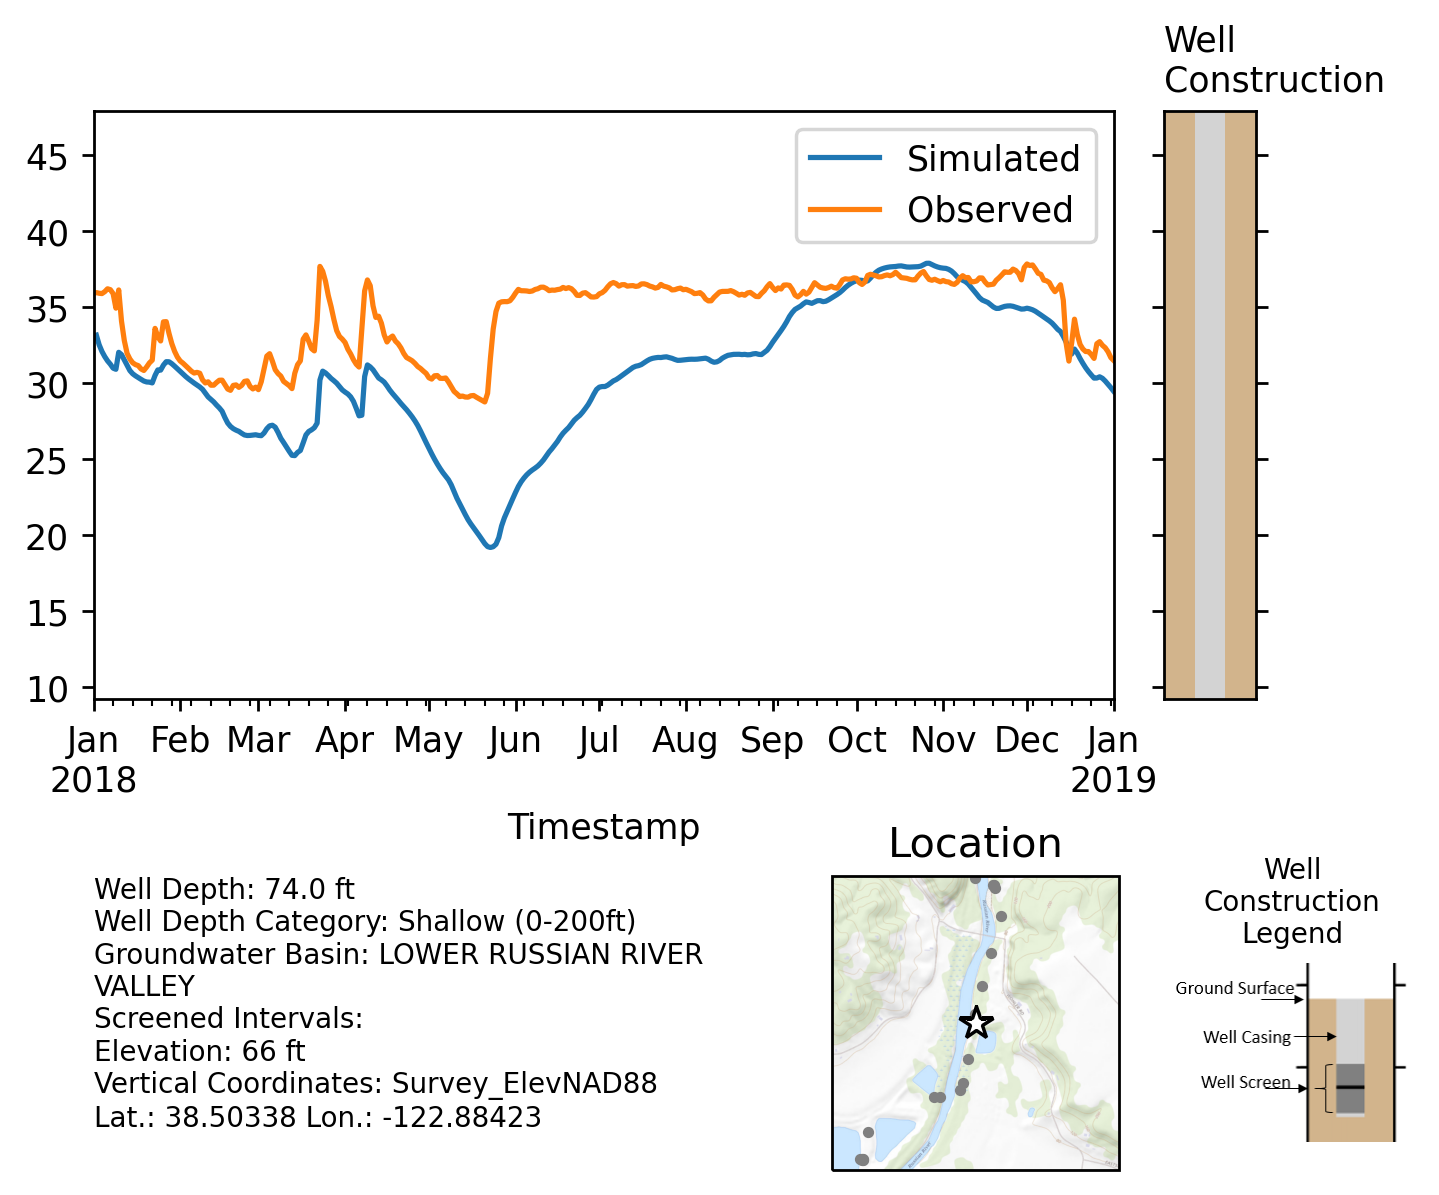 Well
Construction
45
40
35
30
25
20
15
10
Simulated
Observed
Jan Feb Mar Apr May Jun Jul Aug Sep Oct Nov Dec Jan
2018 2019
Timestamp
Well Depth: 74.0 ft
Well Depth Category: Shallow (0-200ft)
Groundwater Basin: LOWER RUSSIAN RIVER
VALLEY
Screened Intervals:
Elevation: 66 ft
Vertical Coordinates: Survey_ElevNAD88
Lat.: 38.50338 Lon.: -122.88423
Location
Well
Construction
Legend
Ground Surface
Well Casing
Well Screen